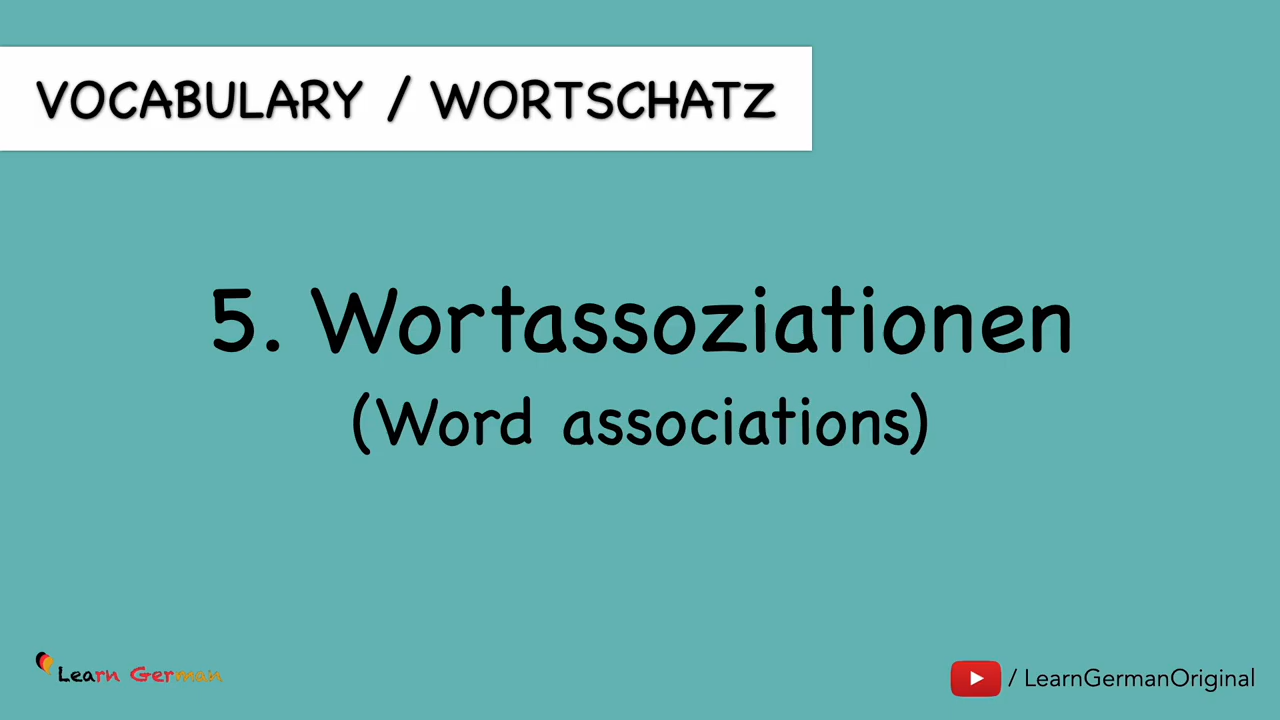 VOCABULARY / WORTSCHATZ
5. Wortassoziationen
(Word associations)
Learn German
/ LearnGermanOriginal